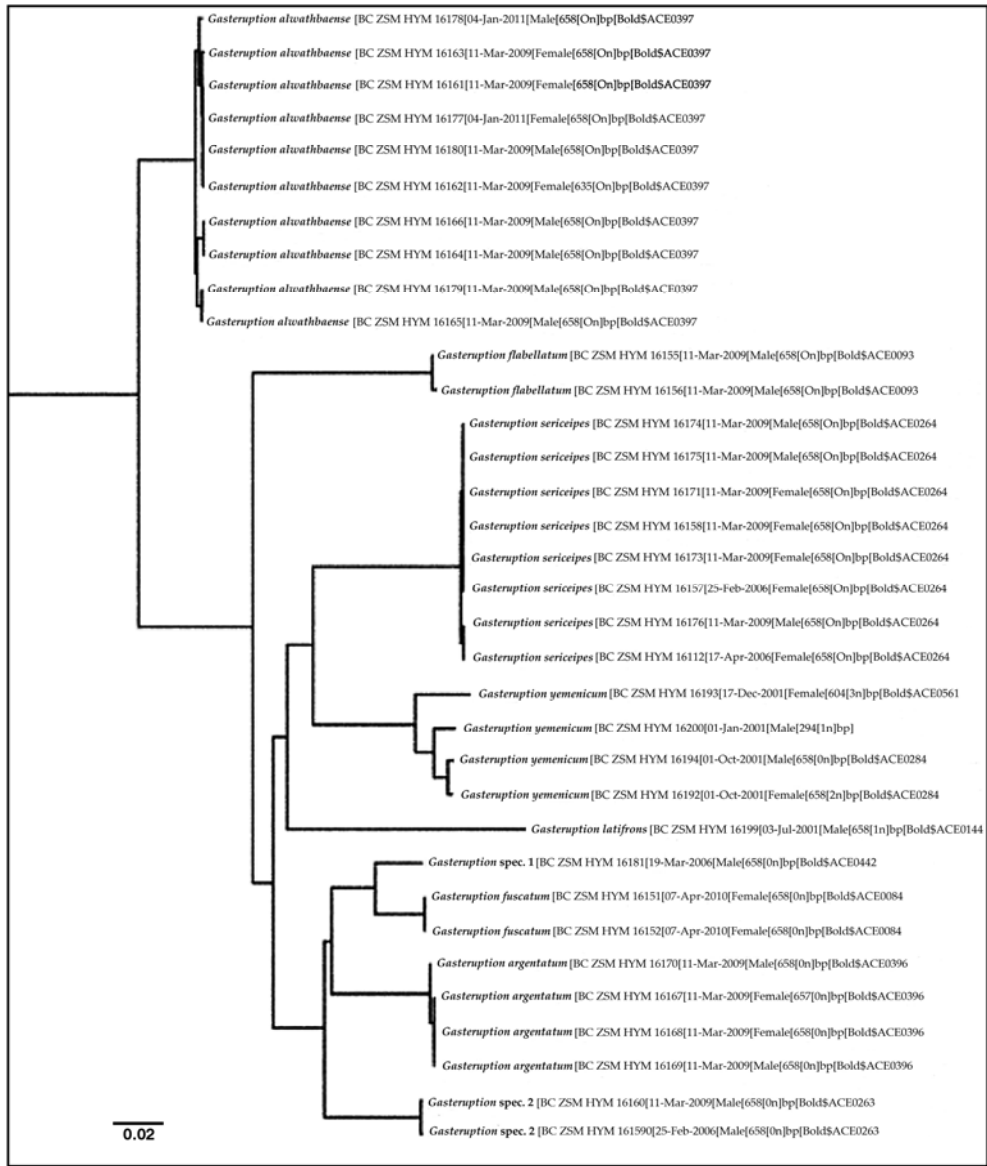 Gasteruption alwathbaense [BC ZSM HYM 16178[04-Jan-2011[Male[658[On]bp[Bold$ACE0397
Gasteruption alwathbaense [BC ZSM HYM 16163[11-Mar-2009[Female[658[On]bp[Bold$ACE0397
Gasteruption alwathbaense [BC ZSM HYM 16161[11-Mar-2009[Female[658[On]bp[Bold$ACE0397
Gasteruption alwathbaense [BC ZSM HYM 16177[04-Jan-2011[Female[658[On]bp[Bold$ACE0397
Gasteruption alwathbaense [BC ZSM HYM 16180[11-Mar-2009[Male[658[On]bp[Bold$ACE0397
Gasteruption alwathbaense [BC ZSM HYM 16162[11-Mar-2009[Female[635[On]bp[Bold$ACE0397
Gasteruption alwathbaense [BC ZSM HYM 16166[11-Mar-2009[Male[658[On]bp[Bold$ACE0397
Gasteruption alwathbaense [BC ZSM HYM 16164[11-Mar-2009[Male[658[On]bp[Bold$ACE0397
Gasteruption alwathbaense [BC ZSM HYM 16179[11-Mar-2009[Male[658[On]bp[Bold$ACE0397
Gasteruption alwathbaense [BC ZSM HYM 16165[11-Mar-2009[Male[658[On]bp[Bold$ACE0397
Gasteruption flabellatum [BC ZSM HYM 16155[11-Mar-2009[Male[658[On]bp[Bold$ACE0093
Gasteruption flabellatum [BC ZSM HYM 16156[11-Mar-2009[Male[658[On]bp[Bold$ACE0093
Gasteruption sericeipes [BC ZSM HYM 16174[11-Mar-2009[Male[658[On]bp[Bold$ACE0264
Gasteruption sericeipes [BC ZSM HYM 16175[11-Mar-2009[Male[658[On]bp[Bold$ACE0264
Gasteruption sericeipes [BC ZSM HYM 16171[11-Mar-2009[Female[658[On]bp[Bold$ACE0264
Gasteruption sericeipes [BC ZSM HYM 16158[11-Mar-2009[Female[658[On]bp[Bold$ACE0264
Gasteruption sericeipes [BC ZSM HYM 16173[11-Mar-2009[Female[658[On]bp[Bold$ACE0264
Gasteruption sericeipes [BC ZSM HYM 16157[25-Feb-2006[Female[658[On]bp[Bold$ACE0264
Gasteruption sericeipes [BC ZSM HYM 16176[11-Mar-2009[Male[658[On]bp[Bold$ACE0264
Gasteruption sericeipes [BC ZSM HYM 16112[17-Apr-2006[Female[658[On]bp[Bold$ACE0264
Gasteruption yemenicum [BC ZSM HYM 16193[17-Dec-2001[Female[604[3n]bp[Bold$ACE0561
Gasteruption yemenicum [BC ZSM HYM 16200[01-Jan-2001[Male[294[1n]bp]
Gasteruption yemenicum [BC ZSM HYM 16194[01-Oct-2001[Male[658[0n]bp[Bold$ACE0284
Gasteruption yemenicum [BC ZSM HYM 16192[01-Oct-2001[Female[658[2n]bp[Bold$ACE0284
Gasteruption latifrons [BC ZSM HYM 16199[03-Jul-2001[Male[658[1n]bp[Bold$ACE0144
Gasteruption spec. 1 [BC ZSM HYM 16181[19-Mar-2006[Male[658[0n]bp[Bold$ACE0442
Gasteruption fuscatum [BC ZSM HYM 16151[07-Apr-2010[Female[658[0n]bp[Bold$ACE0084
Gasteruption fuscatum [BC ZSM HYM 16152[07-Apr-2010[Female[658[0n]bp[Bold$ACE0084
Gasteruption argentatum [BC ZSM HYM 16170[11-Mar-2009[Male[658[0n]bp[Bold$ACE0396
Gasteruption argentatum [BC ZSM HYM 16167[11-Mar-2009[Female[657[0n]bp[Bold$ACE0396
Gasteruption argentatum [BC ZSM HYM 16168[11-Mar-2009[Female[658[0n]bp[Bold$ACE0396
Gasteruption argentatum [BC ZSM HYM 16169[11-Mar-2009[Male[658[0n]bp[Bold$ACE0396
Gasteruption spec. 2 [BC ZSM HYM 16160[11-Mar-2009[Male[658[0n]bp[Bold$ACE0263
Gasteruption spec. 2 [BC ZSM HYM 161590[25-Feb-2006[Male[658[0n]bp[Bold$ACE0263
0.02